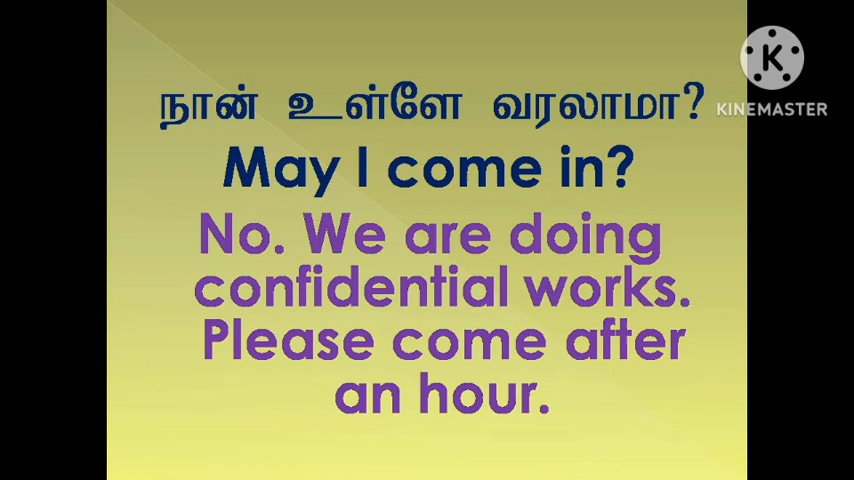 நான் உள்ளே வரலாமா?
May I come in?
No. We are doing
confidential works.
Please come after
an hour.
K
KINEMASTER